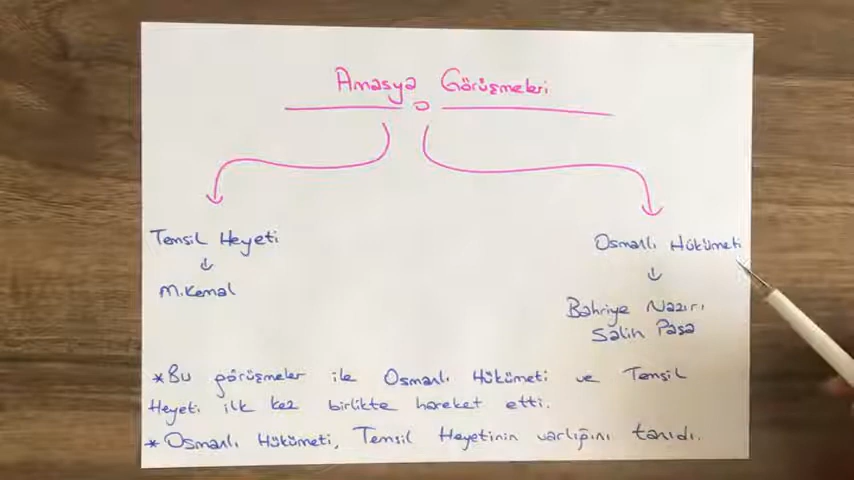 Amasya Görüşmeleri
Temsil Heyeti
M.Kemal
Osmanlı Hükümeti
Bahriye Nazırı
Salih Paşa
*Bu görüşmeler ile Osmanlı Hükümeti ve Temsil
Heyeti ilk kez birlikte hareket etti.
*Osmanlı Hükümeti, Temsil Heyetinin varlığını tanıdı.